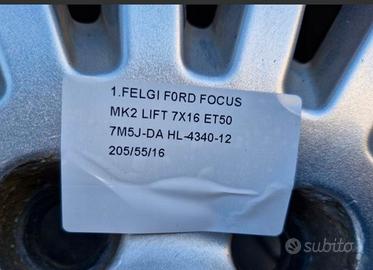 1.FELGI F0RD FOCUS
MK2 LIFT 7X16 ET50
7M5J-DA HL-4340-12
205/55/16
subito